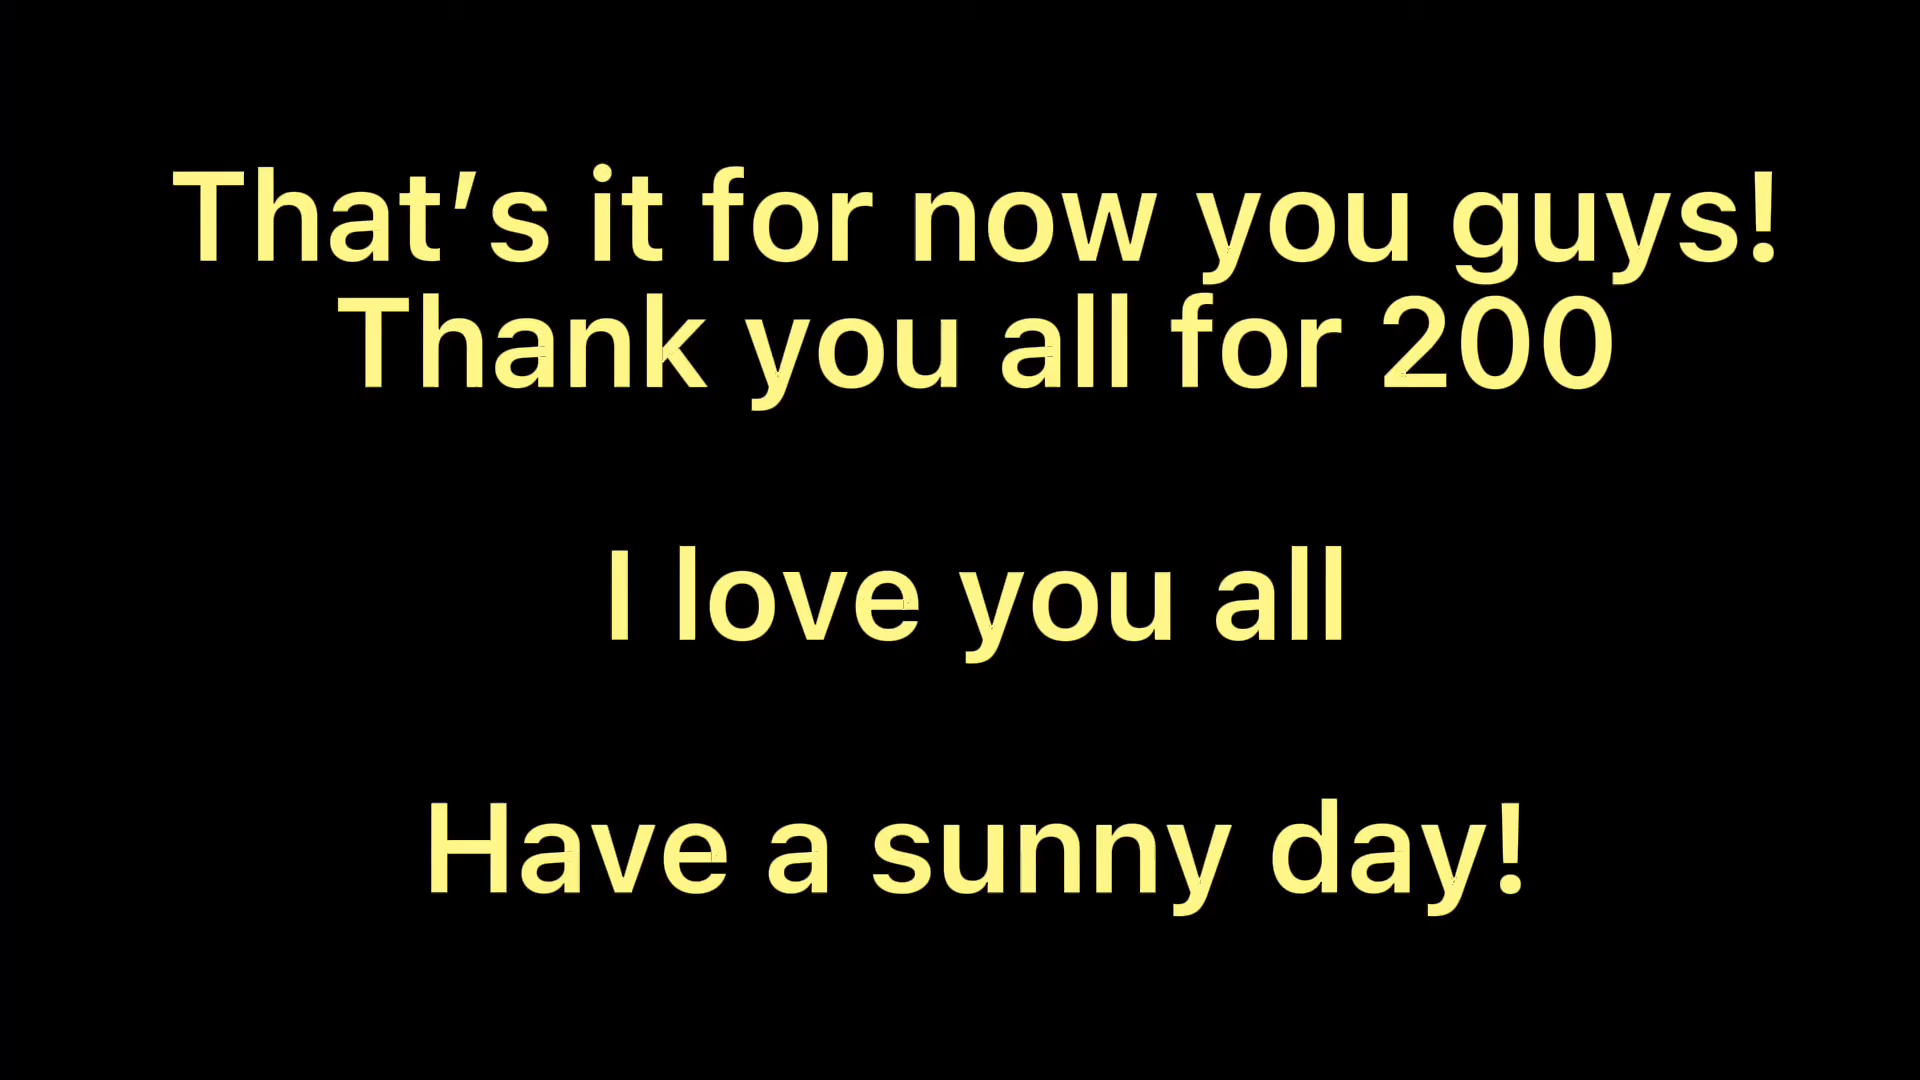 That’s it for now you guys!
Thank you all for 200
I love you all
Have a sunny day!